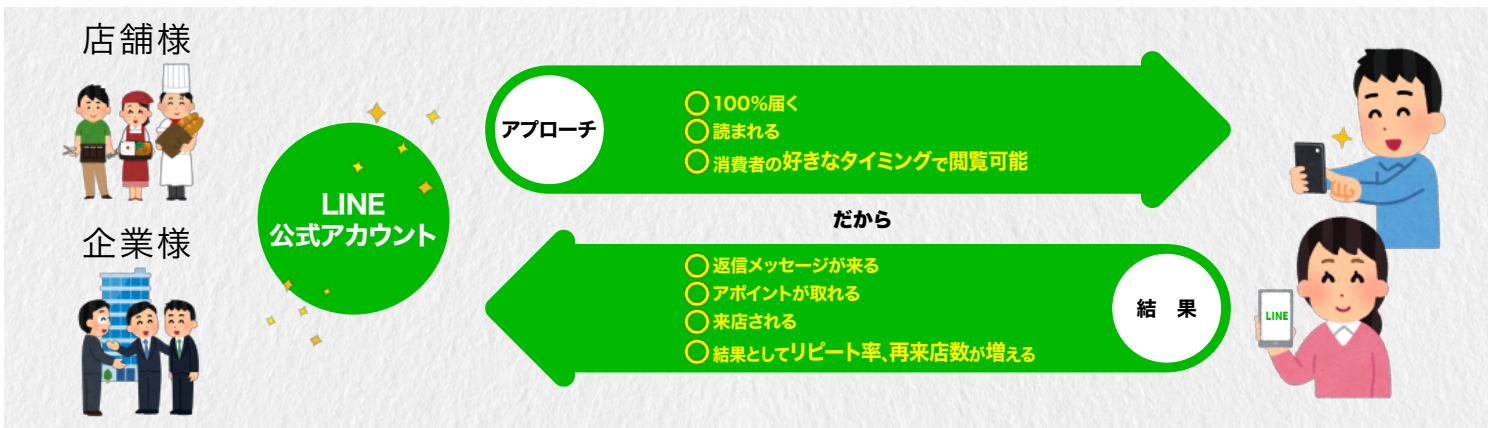 店舗様
企業様
LINE
公式アカウント
アプローチ
○100%届く
○読まれる
○消費者の好きなタイミングで閲覧可能
だから
○返信メッセージが来る
○アポイントが取れる
○来店される
○結果としてリピート率、再来店数が増える
結 果
LINE